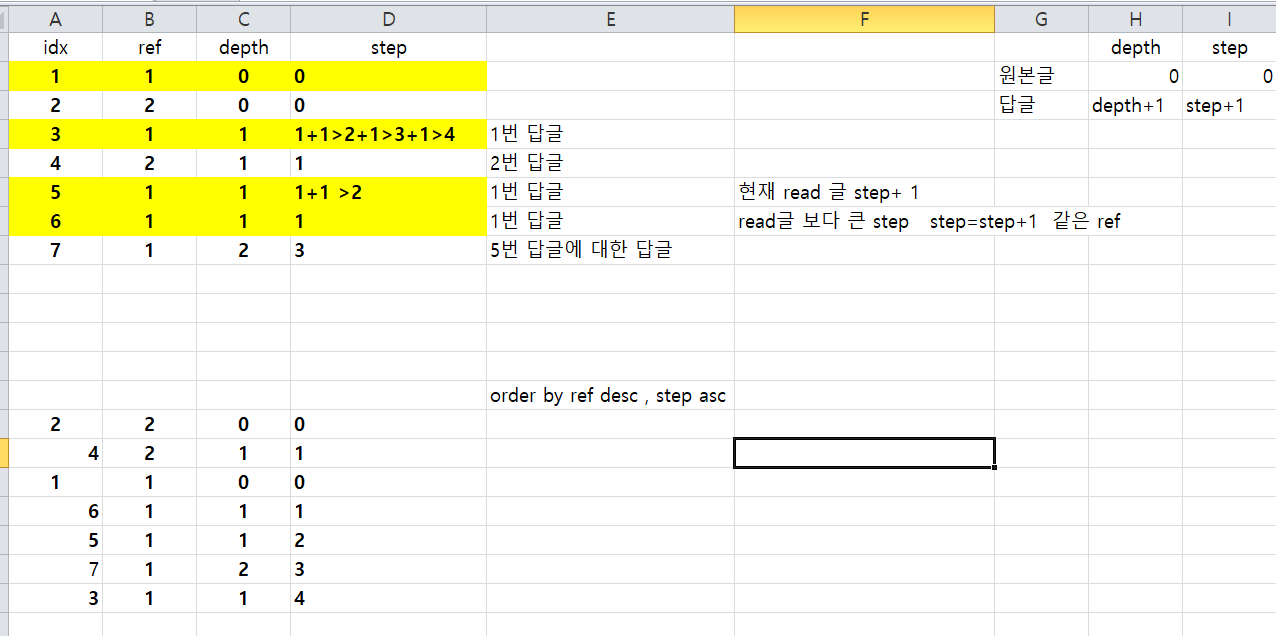 A B C D E F G H I
idx ref depth step depth step
1 1 0 0 원본글 0 0
2 2 0 0 답글 depth+1 step+1
3 1 1 1+1>2+1>3+1>4 1번 답글
4 2 1 1 2번 답글
5 1 1 1+1 >2 1번 답글 현재 read 글 step+ 1
6 1 1 1 1번 답글 read글 보다 큰 step step=step+1 같은 ref
7 1 2 3 5번 답글에 대한 답글
order by ref desc , step asc
2 2 0 0
4 2 1 1
1 1 0 0
6 1 1 1
5 1 1 2
7 1 2 3
3 1 1 4